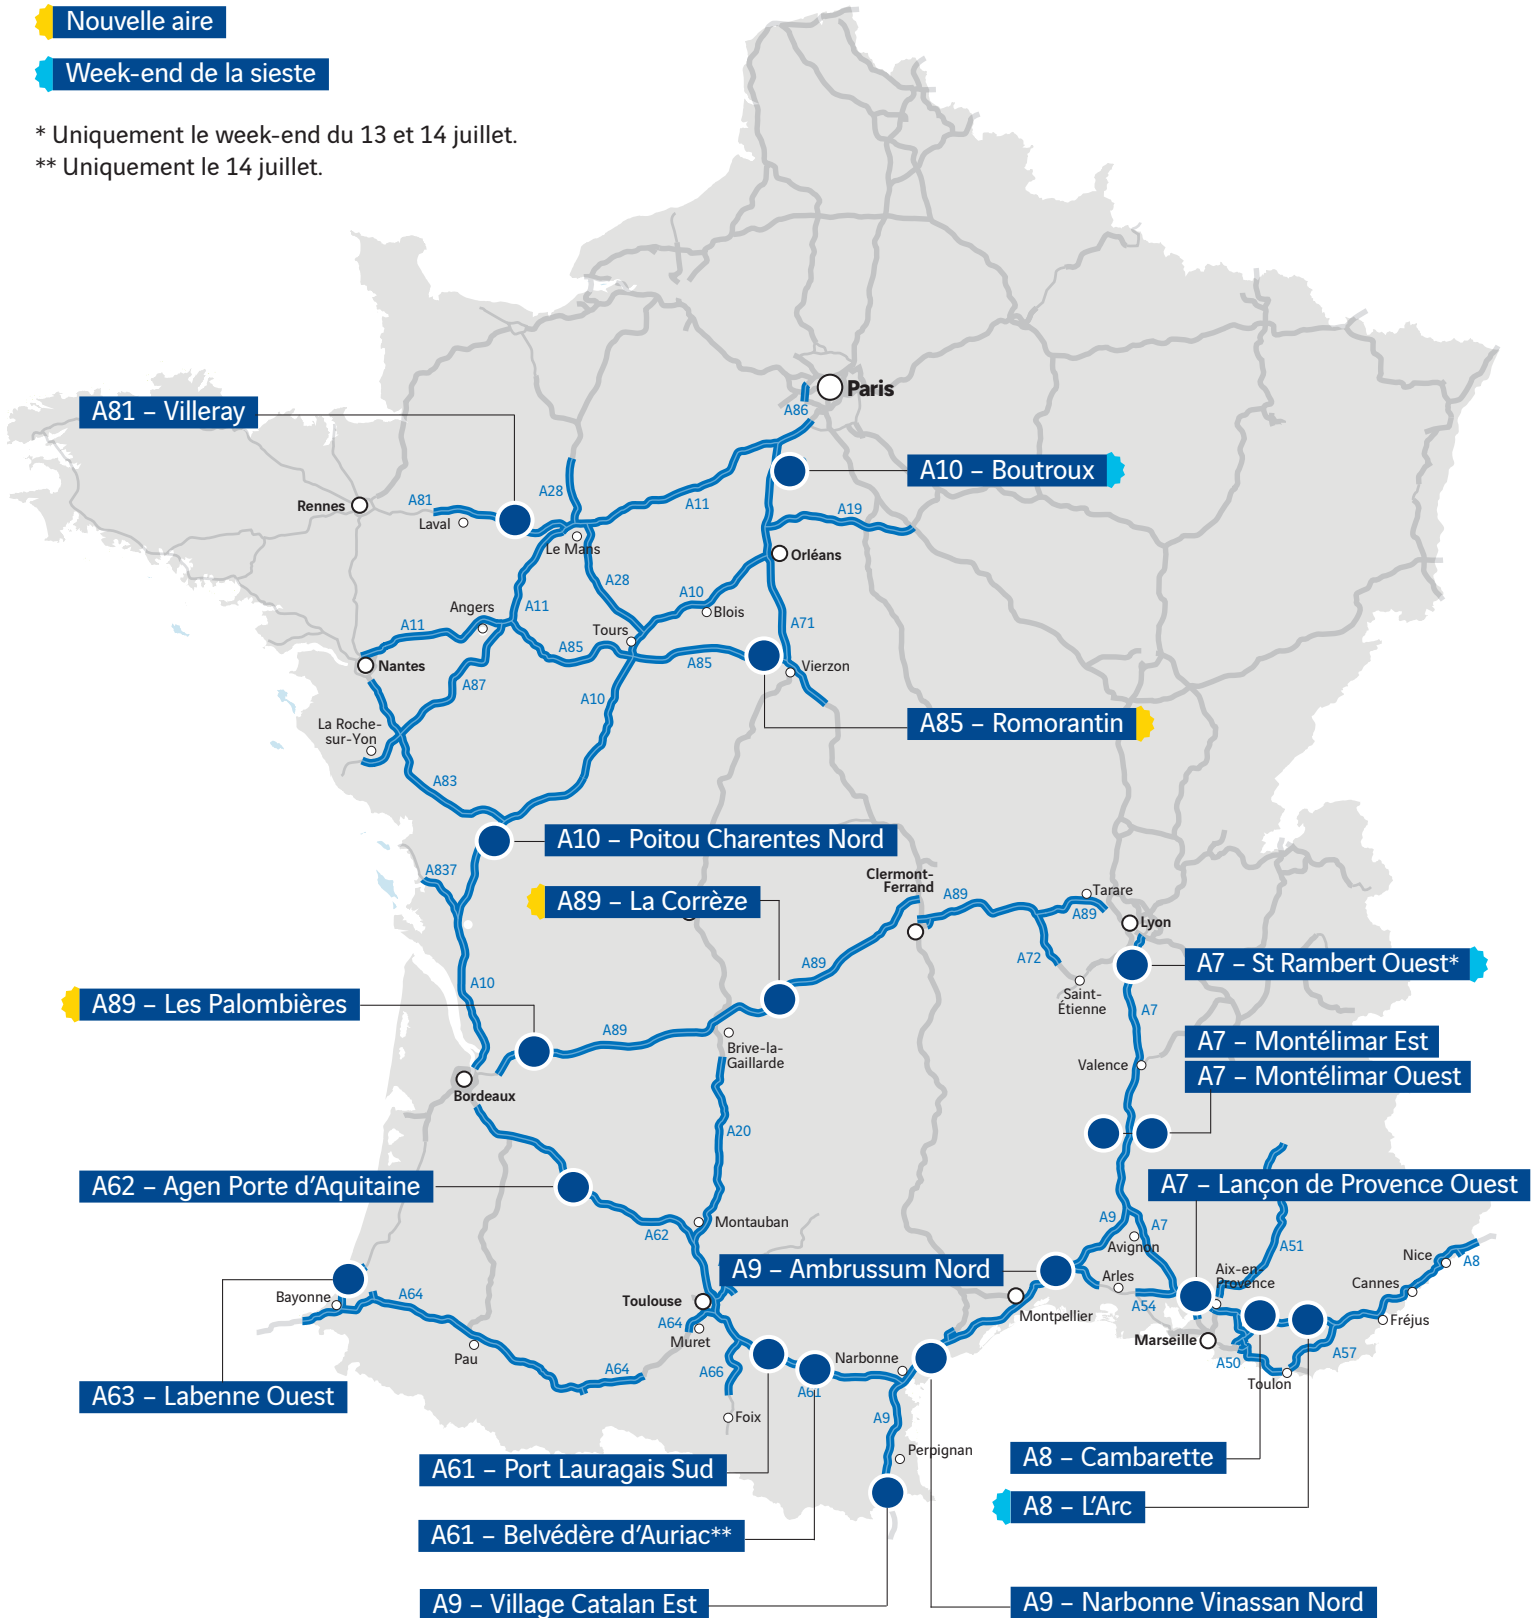 Nouvelle aire
Week-end de la sieste
* Uniquement le week-end du 13 et 14 juillet.
** Uniquement le 14 juillet.
Paris
A86
A81 – Villeray
A10 – Boutroux
A28
A81
Rennes
Laval
A11
A19
Le Mans
Orléans
A28
A10
Blois
Angers
A11
A11
Tours
A71
A85
A85
Nantes
Vierzon
A87
A10
La Roche-
sur-Yon
A85 – Romorantin
A83
A10 – Poitou Charentes Nord
A837
Clermont-
Ferrand
A89 – La Corrèze
A89
Tarare
A89
Lyon
A72
A89
A7 – St Rambert Ouest*
A10
Saint-
Étienne
A89 – Les Palombières
A7
A89
Brive-la-
Gaillarde
A7 – Montélimar Est
Valence
A7 – Montélimar Ouest
Bordeaux
A20
A62 – Agen Porte d’Aquitaine
A7 – Lançon de Provence Ouest
Montauban
A62
A9
A7
Avignon
A51
Nice
A8
A9 – Ambrussum Nord
Arles
Aix-en-
Provence
Cannes
Bayonne
A64
Toulouse
A54
Montpellier
Fréjus
A64
Muret
Marseille
Pau
A66
Narbonne
A50
A57
A64
A61
Toulon
A63 – Labenne Ouest
Foix
A9
Perpignan
A61 – Port Lauragais Sud
A8 – Cambarette
A8 – L’Arc
A61 – Belvédère d’Auriac**
A9 – Village Catalan Est
A9 – Narbonne Vinassan Nord